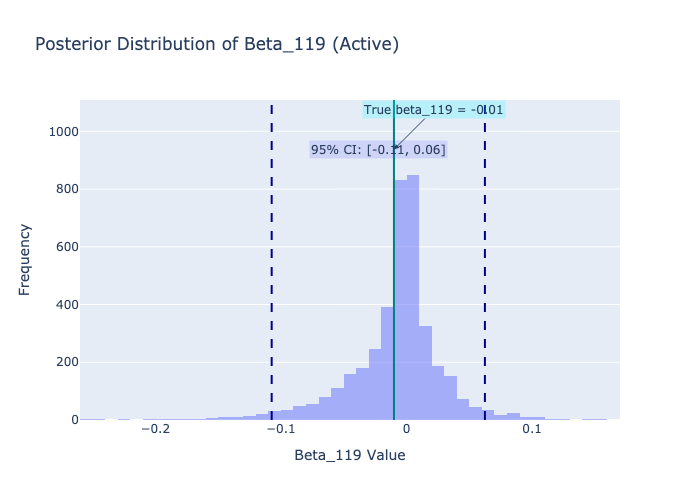 Posterior Distribution of Beta_119 (Active)
True beta_119 = -0.01
95% CI: [-0.11, 0.06]
1000
800
600
400
200
0
Frequency
−0.2
−0.1
0
0.1
Beta_119 Value